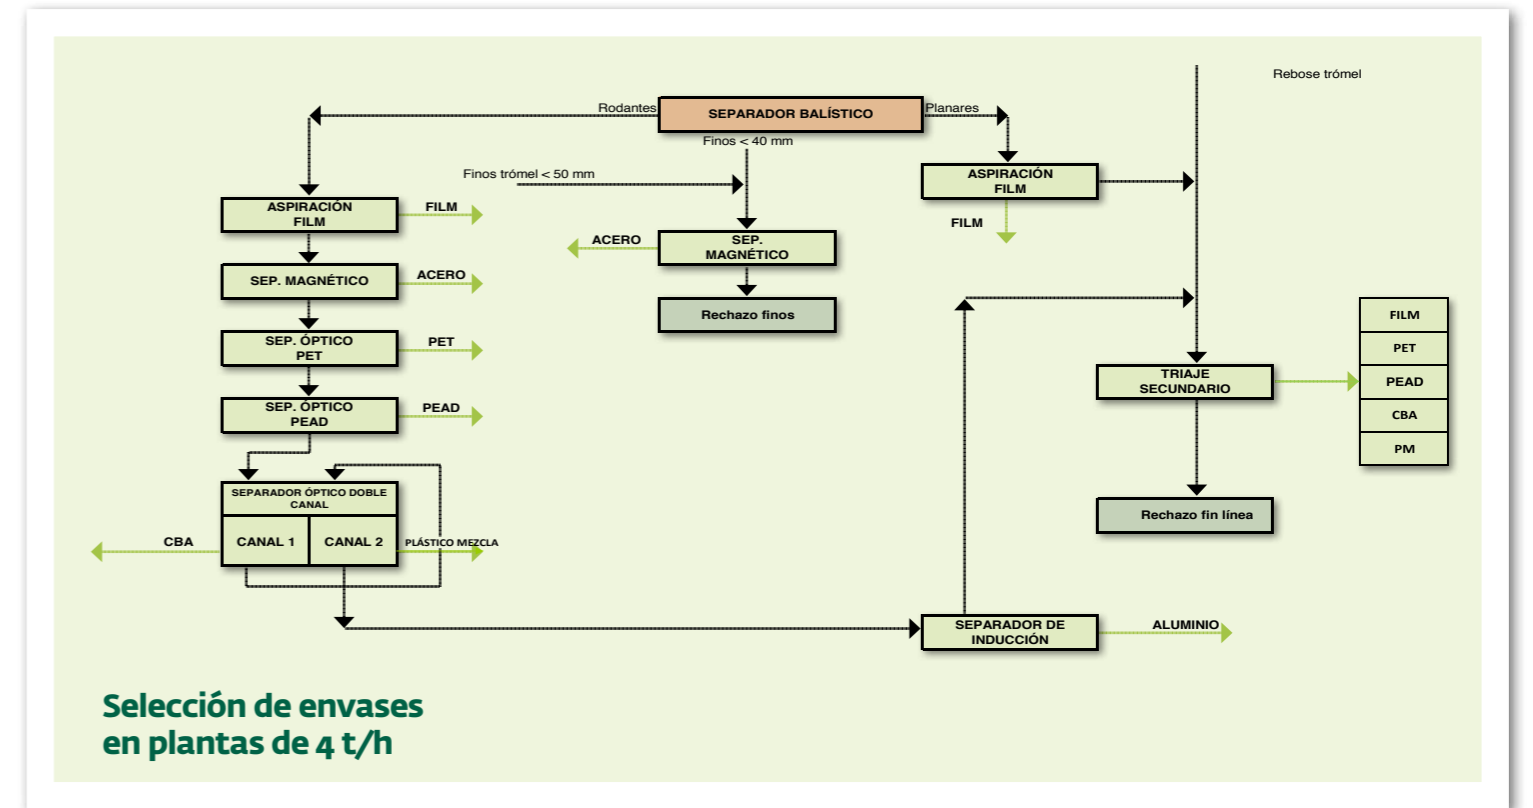 Rebose trómel
Rodantes
SEPARADOR BALÍSTICO
Planares
Finos < 40 mm
Finos trómel < 50 mm
ASPIRACIÓN
FILM
FILM
ASPIRACIÓN
FILM
FILM
ACERO
SEP.
MAGNÉTICO
SEP. MAGNÉTICO
ACERO
Rechazo finos
SEP. ÓPTICO
PET
PET
SEP. ÓPTICO
PEAD
PEAD
TRIAJE
SECUNDARIO
FILM
PET
PEAD
CBA
PM
SEPARADOR ÓPTICO DOBLE
CANAL
CBA
CANAL 1
CANAL 2
PLÁSTICO MEZCLA
Rechazo fin línea
SEPARADOR DE
INDUCCIÓN
ALUMINIO
Selección de envases
en plantas de 4 t/h